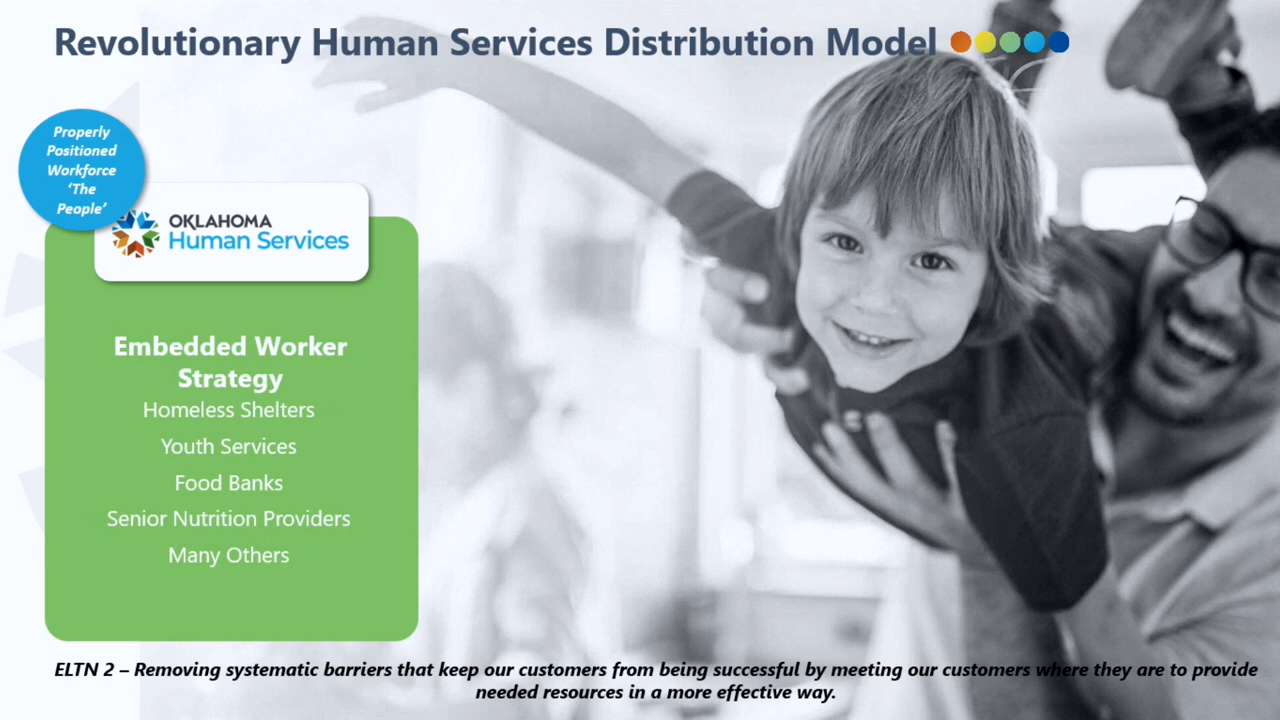 Revolutionary Human Services Distribution Model
Properly
Positioned
Workforce
‘The
People’
OKLAHOMA
Human Services
Embedded Worker
Strategy
Homeless Shelters
Youth Services
Food Banks
Senior Nutrition Providers
Many Others
ELTN 2 – Removing systematic barriers that keep our customers from being successful by meeting our customers where they are to provide
needed resources in a more effective way.